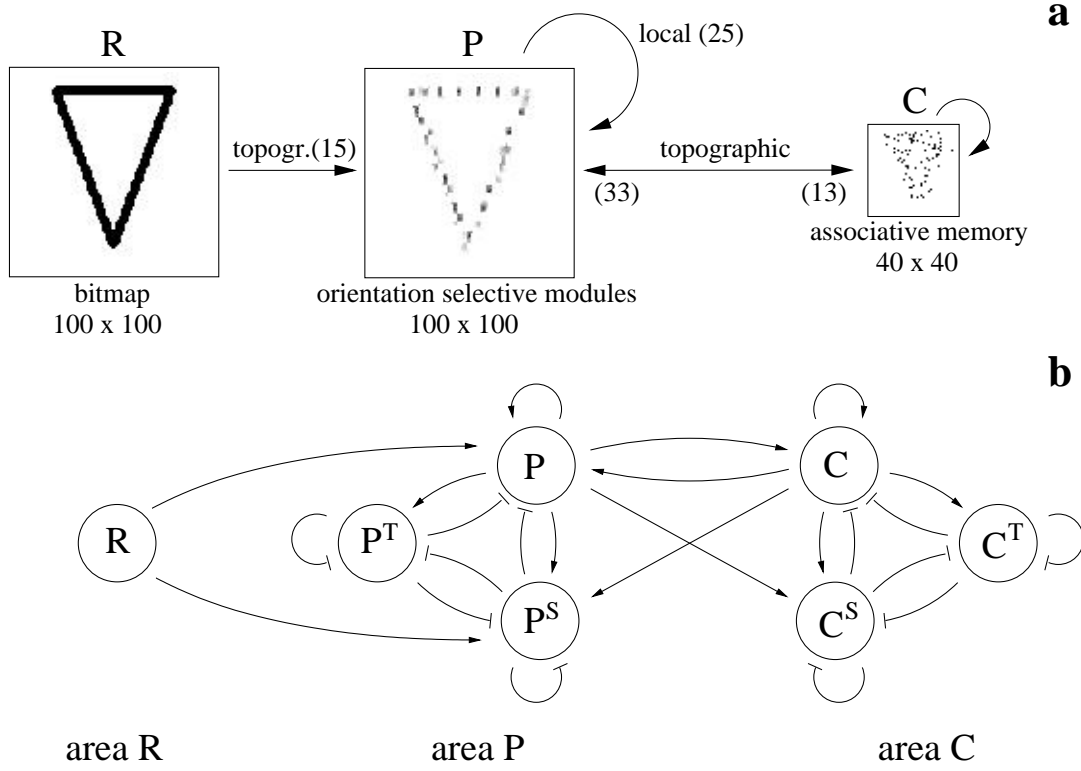 a
R
P
local (25)
C
topogr.(15)
topographic
(33)
(13)
bitmap
100 x 100
orientation selective modules
100 x 100
associative memory
40 x 40
b
P
C
R
P^T
C^T
P^S
C^S
area R
area P
area C